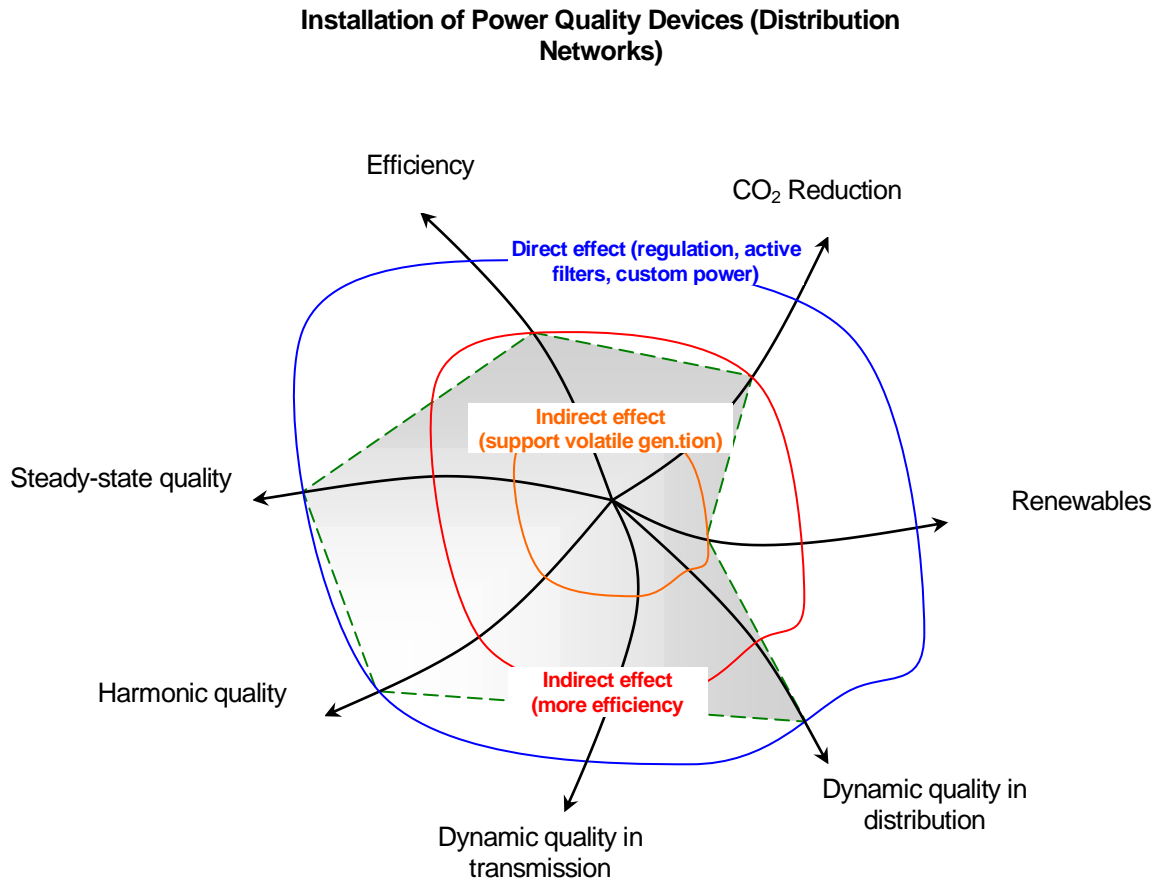 Installation of Power Quality Devices (Distribution
Networks)
Efficiency
CO₂ Reduction
Direct effect (regulation, active
filters, custom power)
Indirect effect
(support volatile gen.tion)
Steady-state quality
Renewables
Indirect effect
(more efficiency
Harmonic quality
Dynamic quality in
distribution
Dynamic quality in
transmission